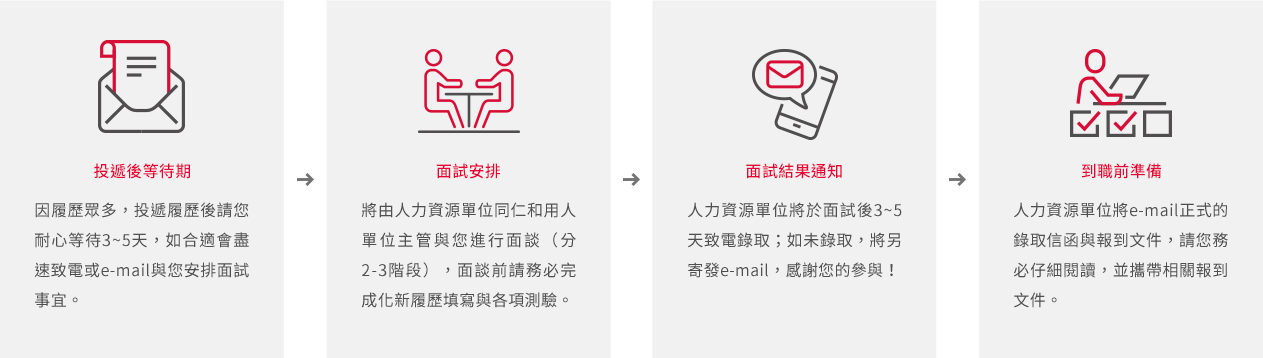 投遞後等待期
因履歷眾多，投遞履歷後請您
耐心等待3~5天，如合適會盡
速致電或e-mail與您安排面試
事宜。
面試安排
將由人力資源單位同仁和用人
單位主管與您進行面談（分
2-3階段），面談前請務必完
成化新履歷填寫與各項測驗。
面試結果通知
人力資源單位將於面試後3~5
天致電錄取；如未錄取，將另
寄發e-mail，感謝您的參與！
到職前準備
人力資源單位將e-mail正式的
錄取信函與報到文件，請您務
必仔細閱讀，並攜帶相關報到
文件。